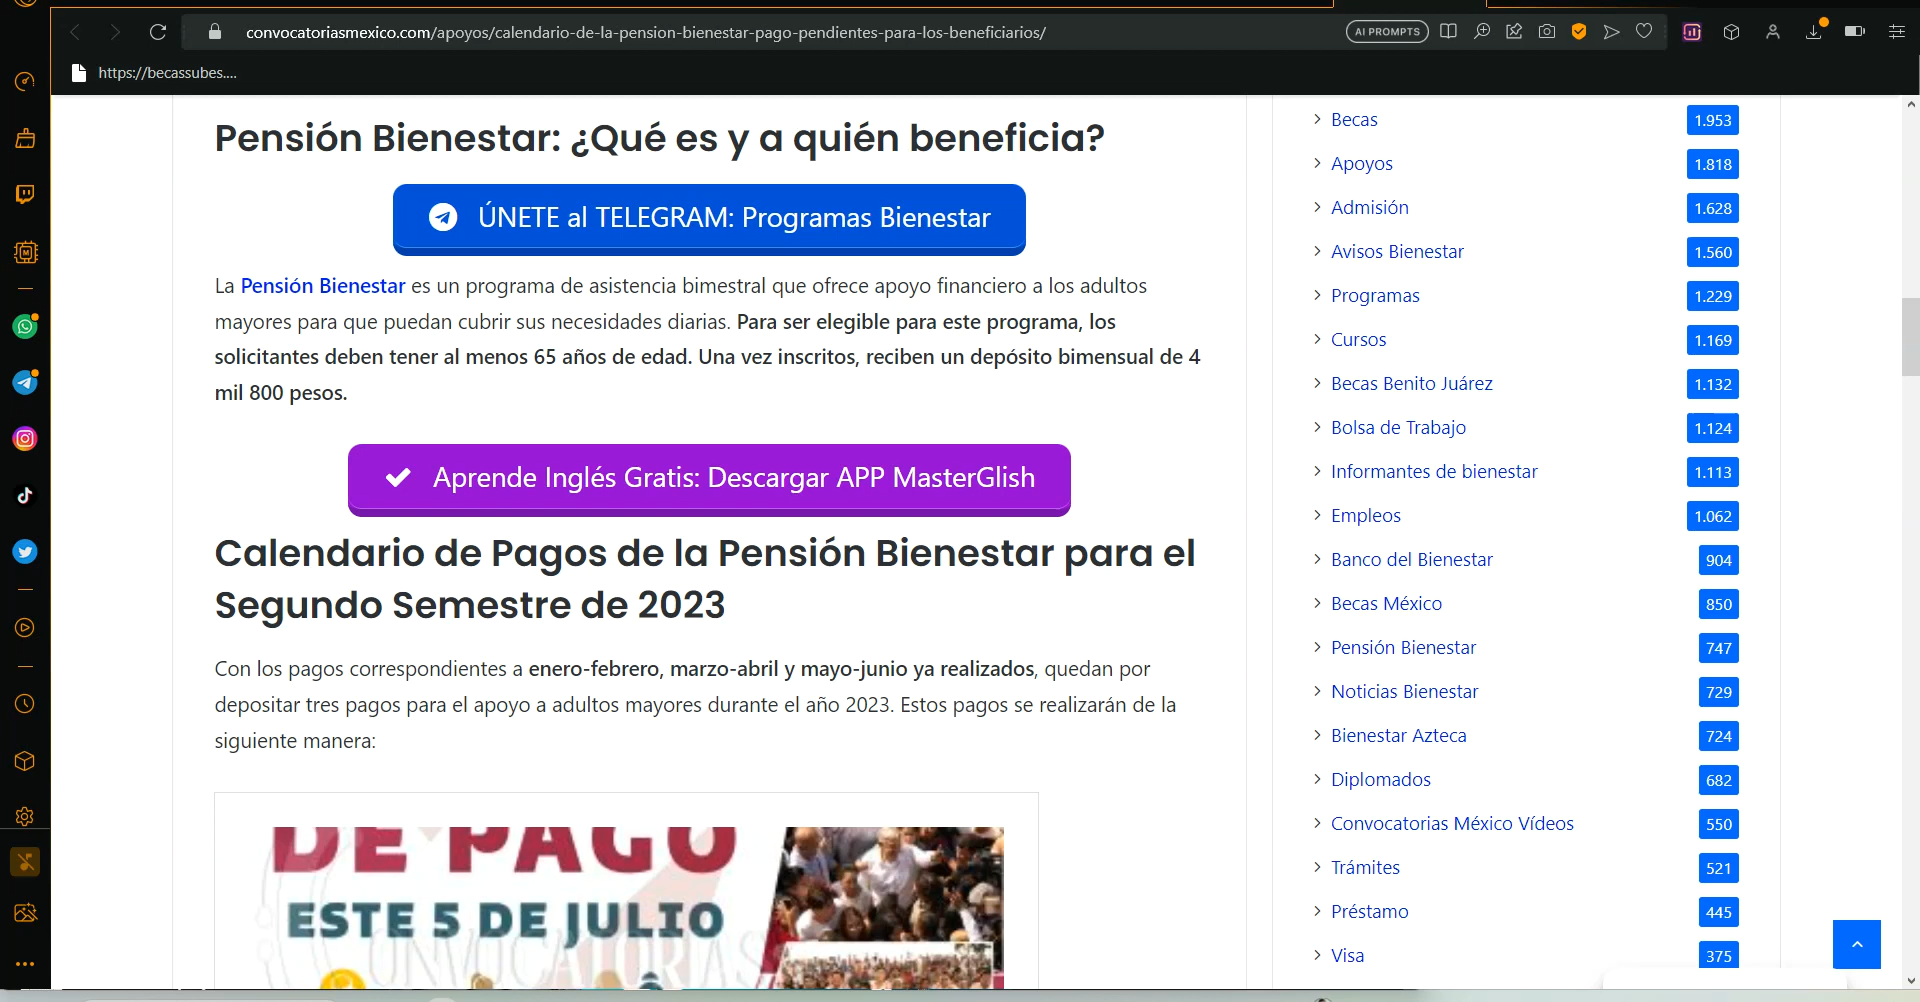 convocatoriasmexico.com/apoyos/calendario-de-la-pension-bienestar-pago-pendientes-para-los-beneficiarios/
AI PROMPTS
https://becassubes....
Pensión Bienestar: ¿Qué es y a quién beneficia?
ÚNETE al TELEGRAM: Programas Bienestar
La Pensión Bienestar es un programa de asistencia bimestral que ofrece apoyo financiero a los adultos
mayores para que puedan cubrir sus necesidades diarias. Para ser elegible para este programa, los
solicitantes deben tener al menos 65 años de edad. Una vez inscritos, reciben un depósito bimensual de 4
mil 800 pesos.
Aprende Inglés Gratis: Descargar APP MasterGlish
Calendario de Pagos de la Pensión Bienestar para el
Segundo Semestre de 2023
Con los pagos correspondientes a enero-febrero, marzo-abril y mayo-junio ya realizados, quedan por
depositar tres pagos para el apoyo a adultos mayores durante el año 2023. Estos pagos se realizarán de la
siguiente manera:
DE PAGO
ESTE 5 DE JULIO
CONVOCATORIAS
Becas 1.953
Apoyos 1.818
Admisión 1.628
Avisos Bienestar 1.560
Programas 1.229
Cursos 1.169
Becas Benito Juárez 1.132
Bolsa de Trabajo 1.124
Informantes de bienestar 1.113
Empleos 1.062
Banco del Bienestar 904
Becas México 850
Pensión Bienestar 747
Noticias Bienestar 729
Bienestar Azteca 724
Diplomados 682
Convocatorias México Vídeos 550
Trámites 521
Préstamo 445
Visa 375